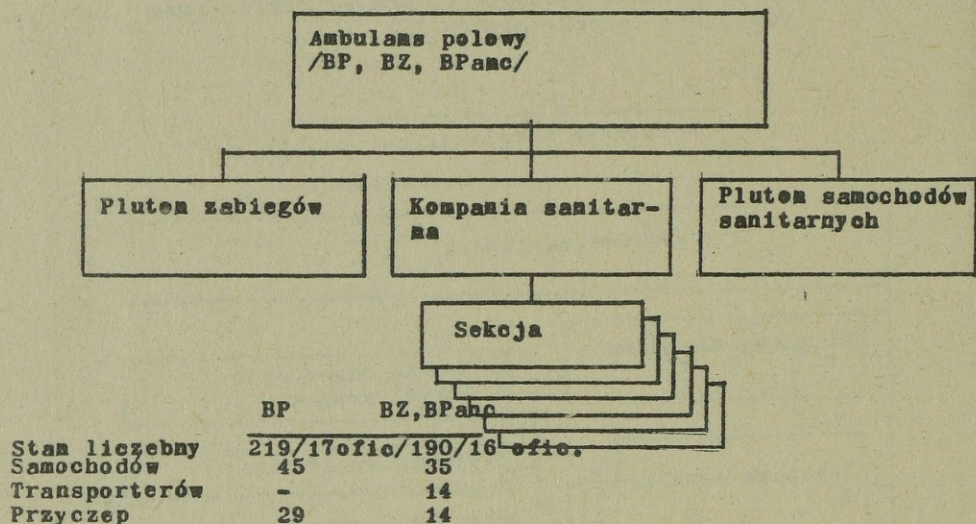 Ambulans polowy
/BP, BZ, BPanc/
Pluton zabiegów
Kompania sanitar-
na
Pluton samochodów
sanitarnych
Sekcja
BP BZ,BPanc
Stan liczebny 219/17ofic/190/16 ofic.
Samochodów 45 35
Transporterów - 14
Przyczep 29 14